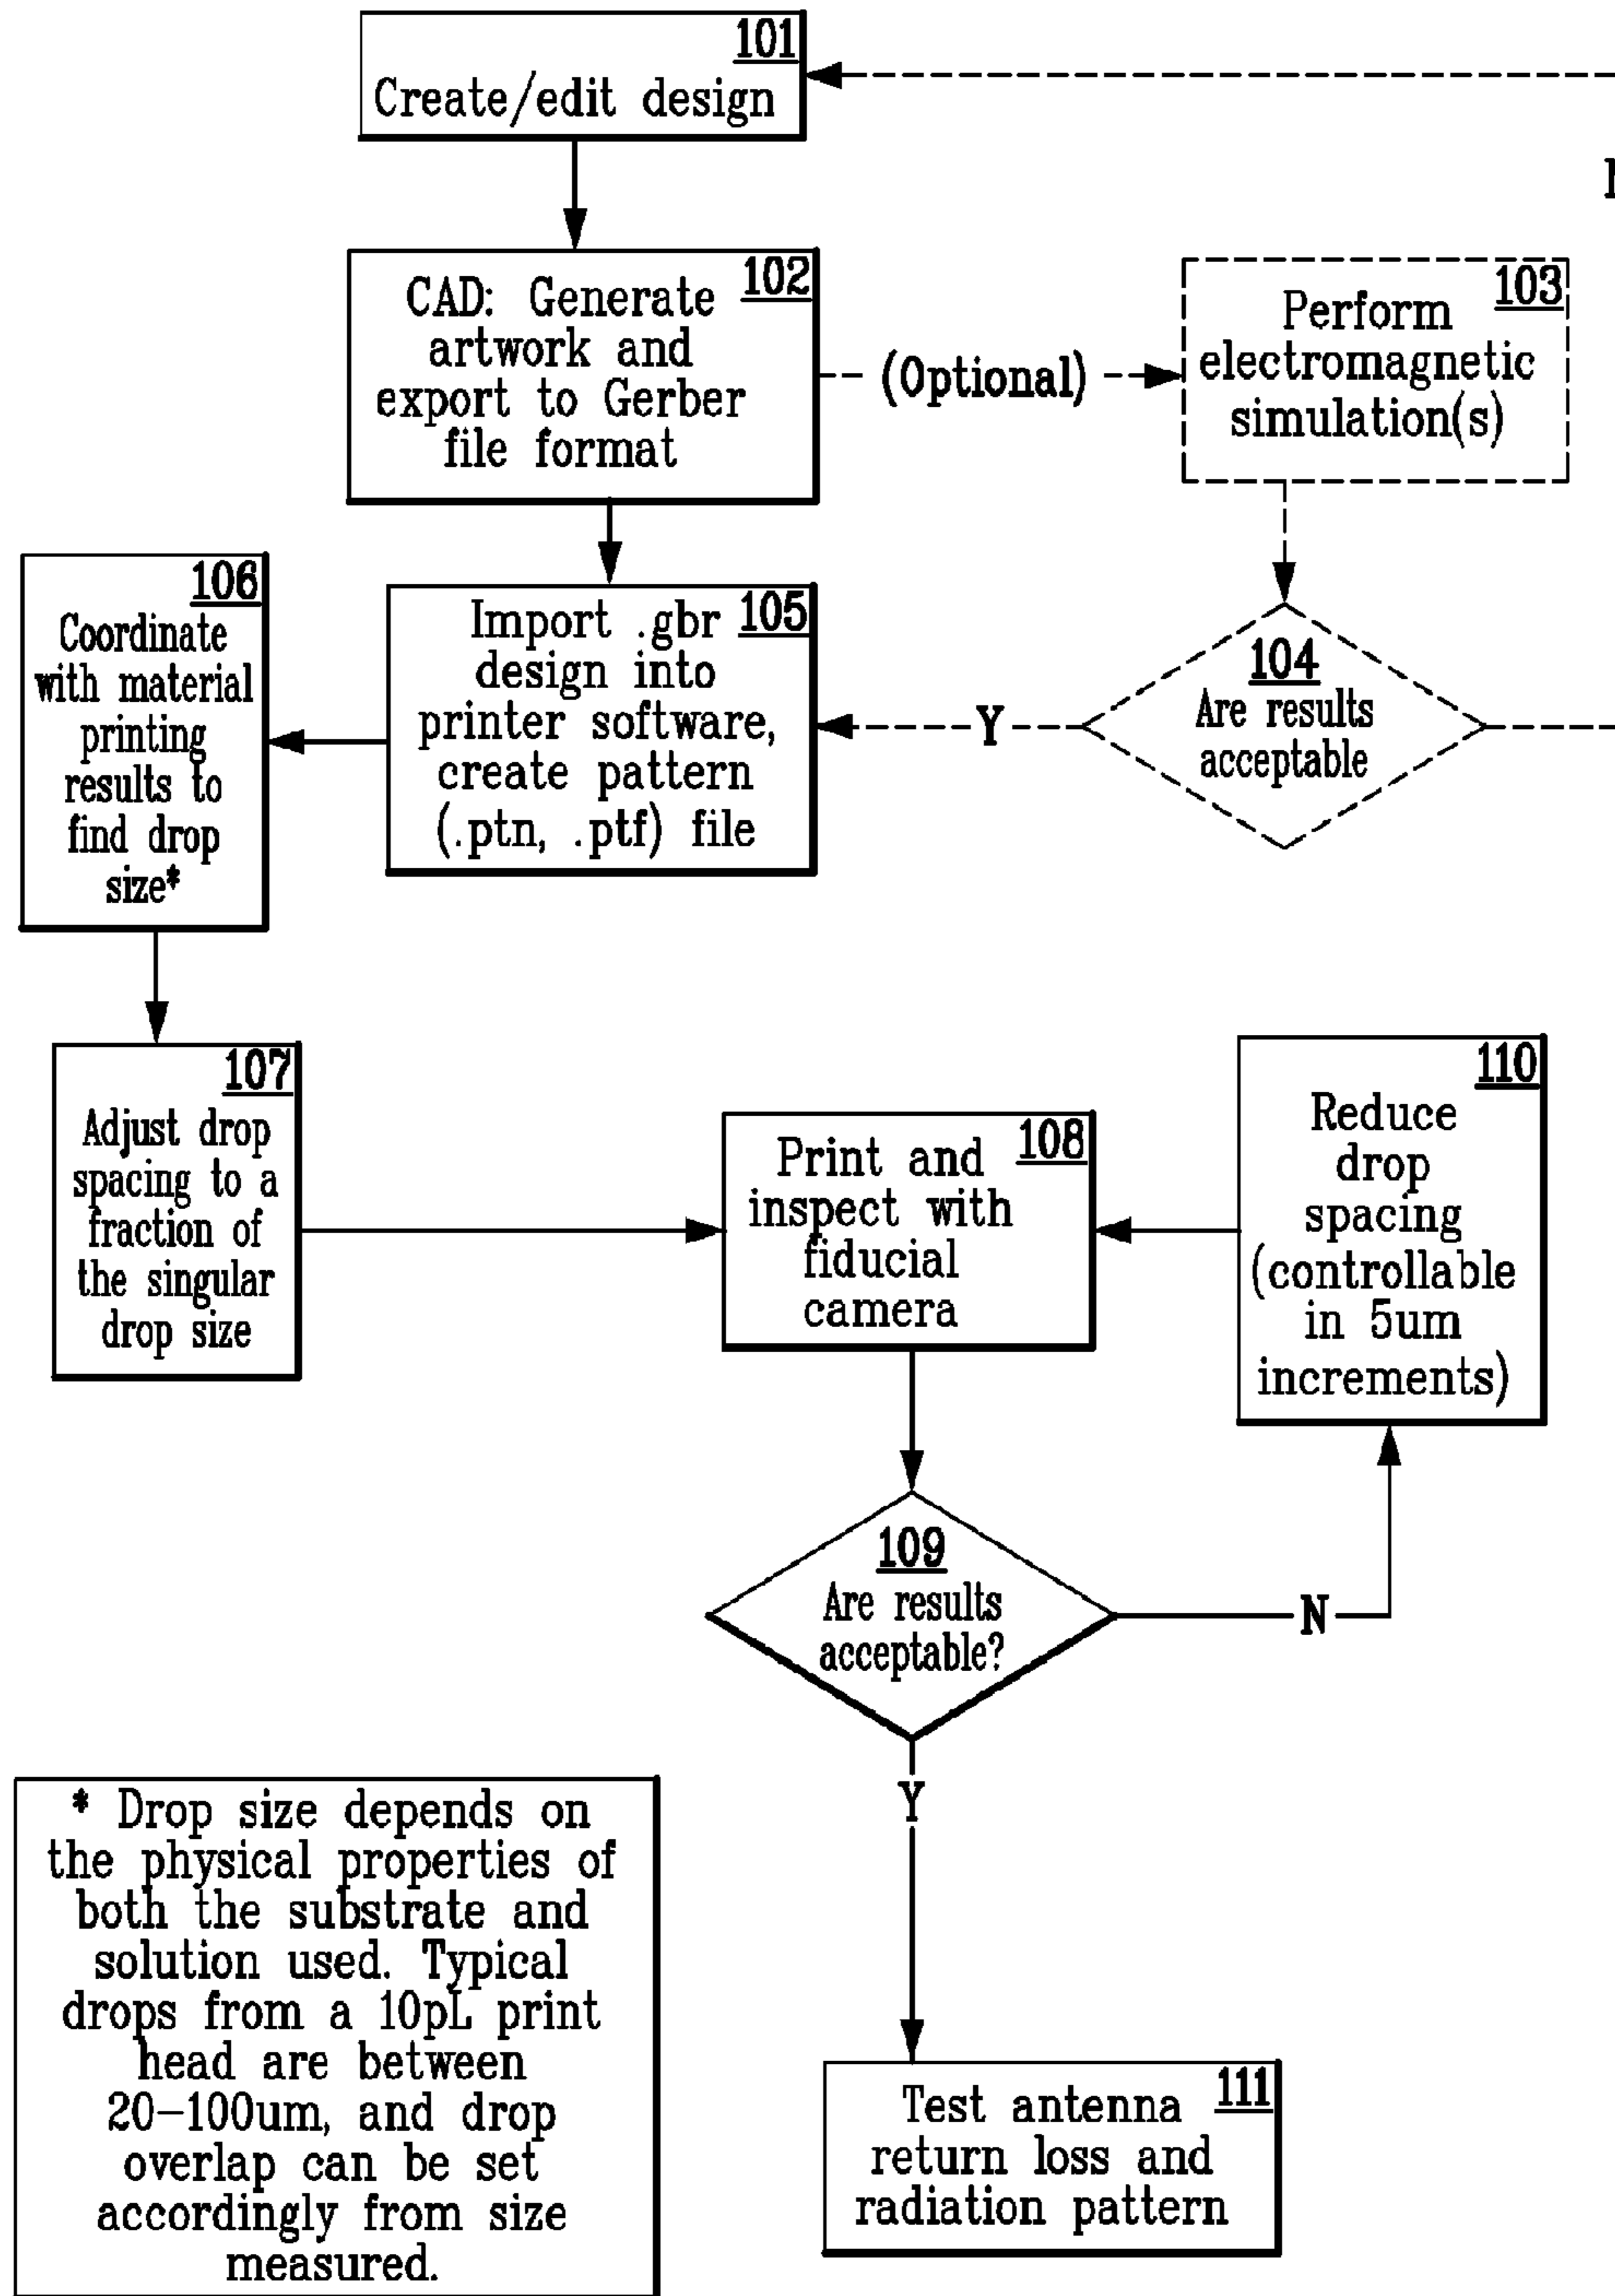 101
Create/edit design
102
CAD: Generate
artwork and
export to Gerber
file format
(Optional)
103
Perform
electromagnetic
simulation(s)
104
Are results
acceptable
Y
105
Import .gbr
design into
printer software,
create pattern
(.ptn, .ptf) file
106
Coordinate
with material
printing
results to
find drop
size*
107
Adjust drop
spacing to a
fraction of
the singular
drop size
108
Print and
inspect with
fiducial
camera
110
Reduce
drop
spacing
(controllable
in 5um
increments)
109
Are results
acceptable?
N
Y
111
Test antenna
return loss and
radiation pattern
* Drop size depends on
the physical properties of
both the substrate and
solution used. Typical
drops from a 10pL print
head are between
20-100um, and drop
overlap can be set
accordingly from size
measured.